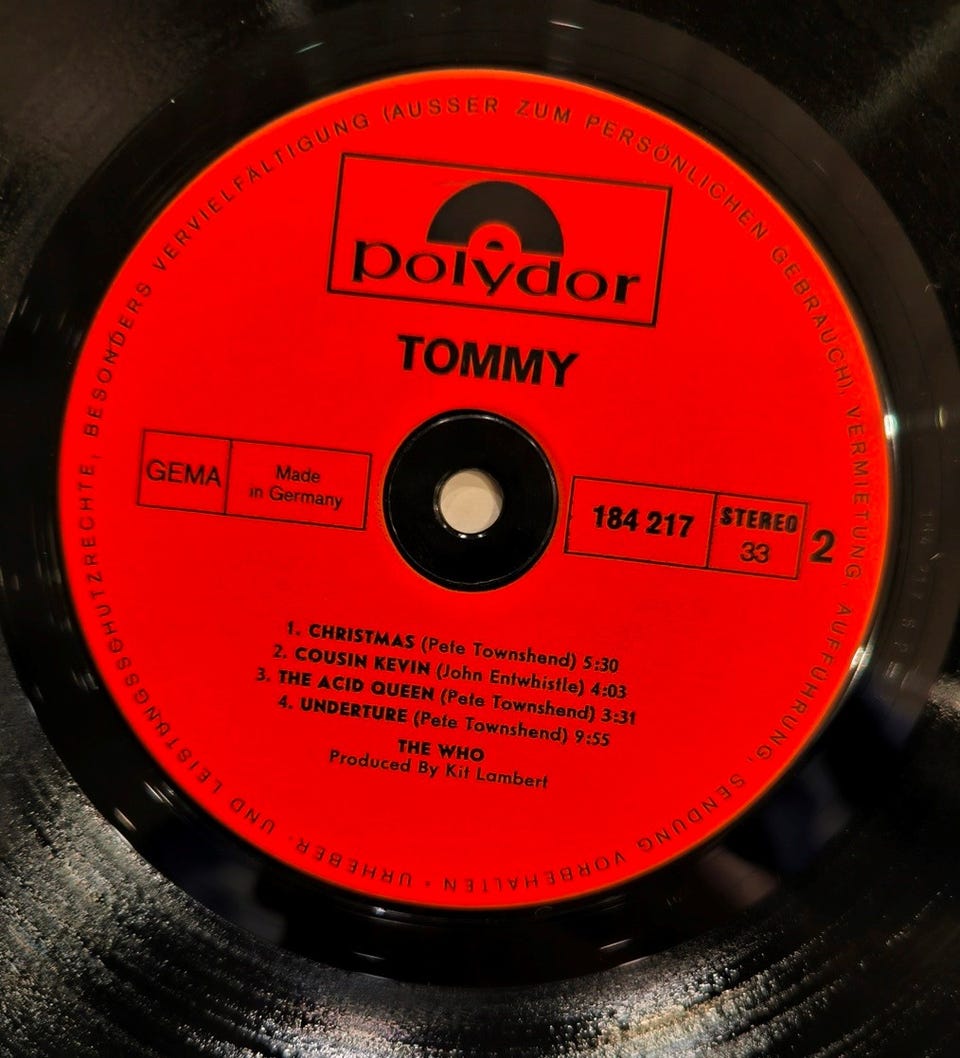 URHEBER- UND LEISTUNGSSCHUTZRECHTE, BESONDERS VERVIELFÄLTIGUNG (AUSSER ZUM PERSÖNLICHEN GEBRAUCH), VERMIETUNG, AUFFÜHRUNG, SENDUNG VORBEHALTEN •
polydor
TOMMY
GEMA
Made
in Germany
184 217
STEREO
33
2
1. CHRISTMAS (Pete Townshend) 5:30
2. COUSIN KEVIN (John Entwhistle) 4:03
3. THE ACID QUEEN (Pete Townshend) 3:31
4. UNDERTURE (Pete Townshend) 9:55
THE WHO
Produced By Kit Lambert